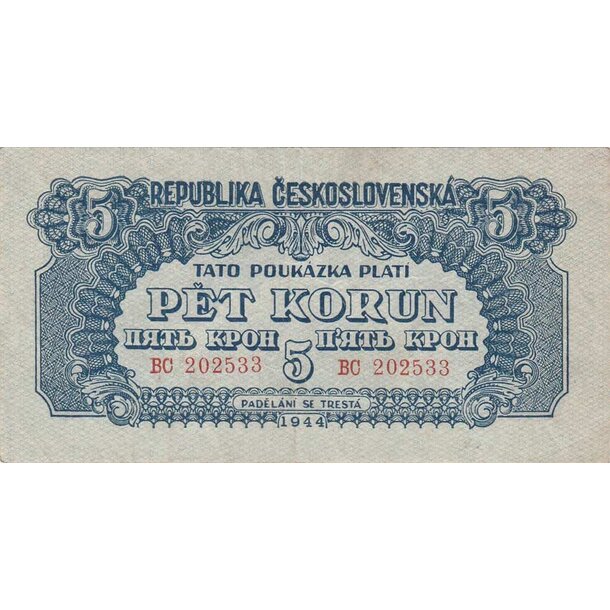 5 REPUBLIKA ČESKOSLOVENSKÁ 5
TATO POUKÁZKA PLATÍ
PĚT KORUN
ПЯТЬ КРОН П'ЯТЬ КРОН
BC 202533 5 BC 202533
PADĚLÁNÍ SE TRESTÁ
1944